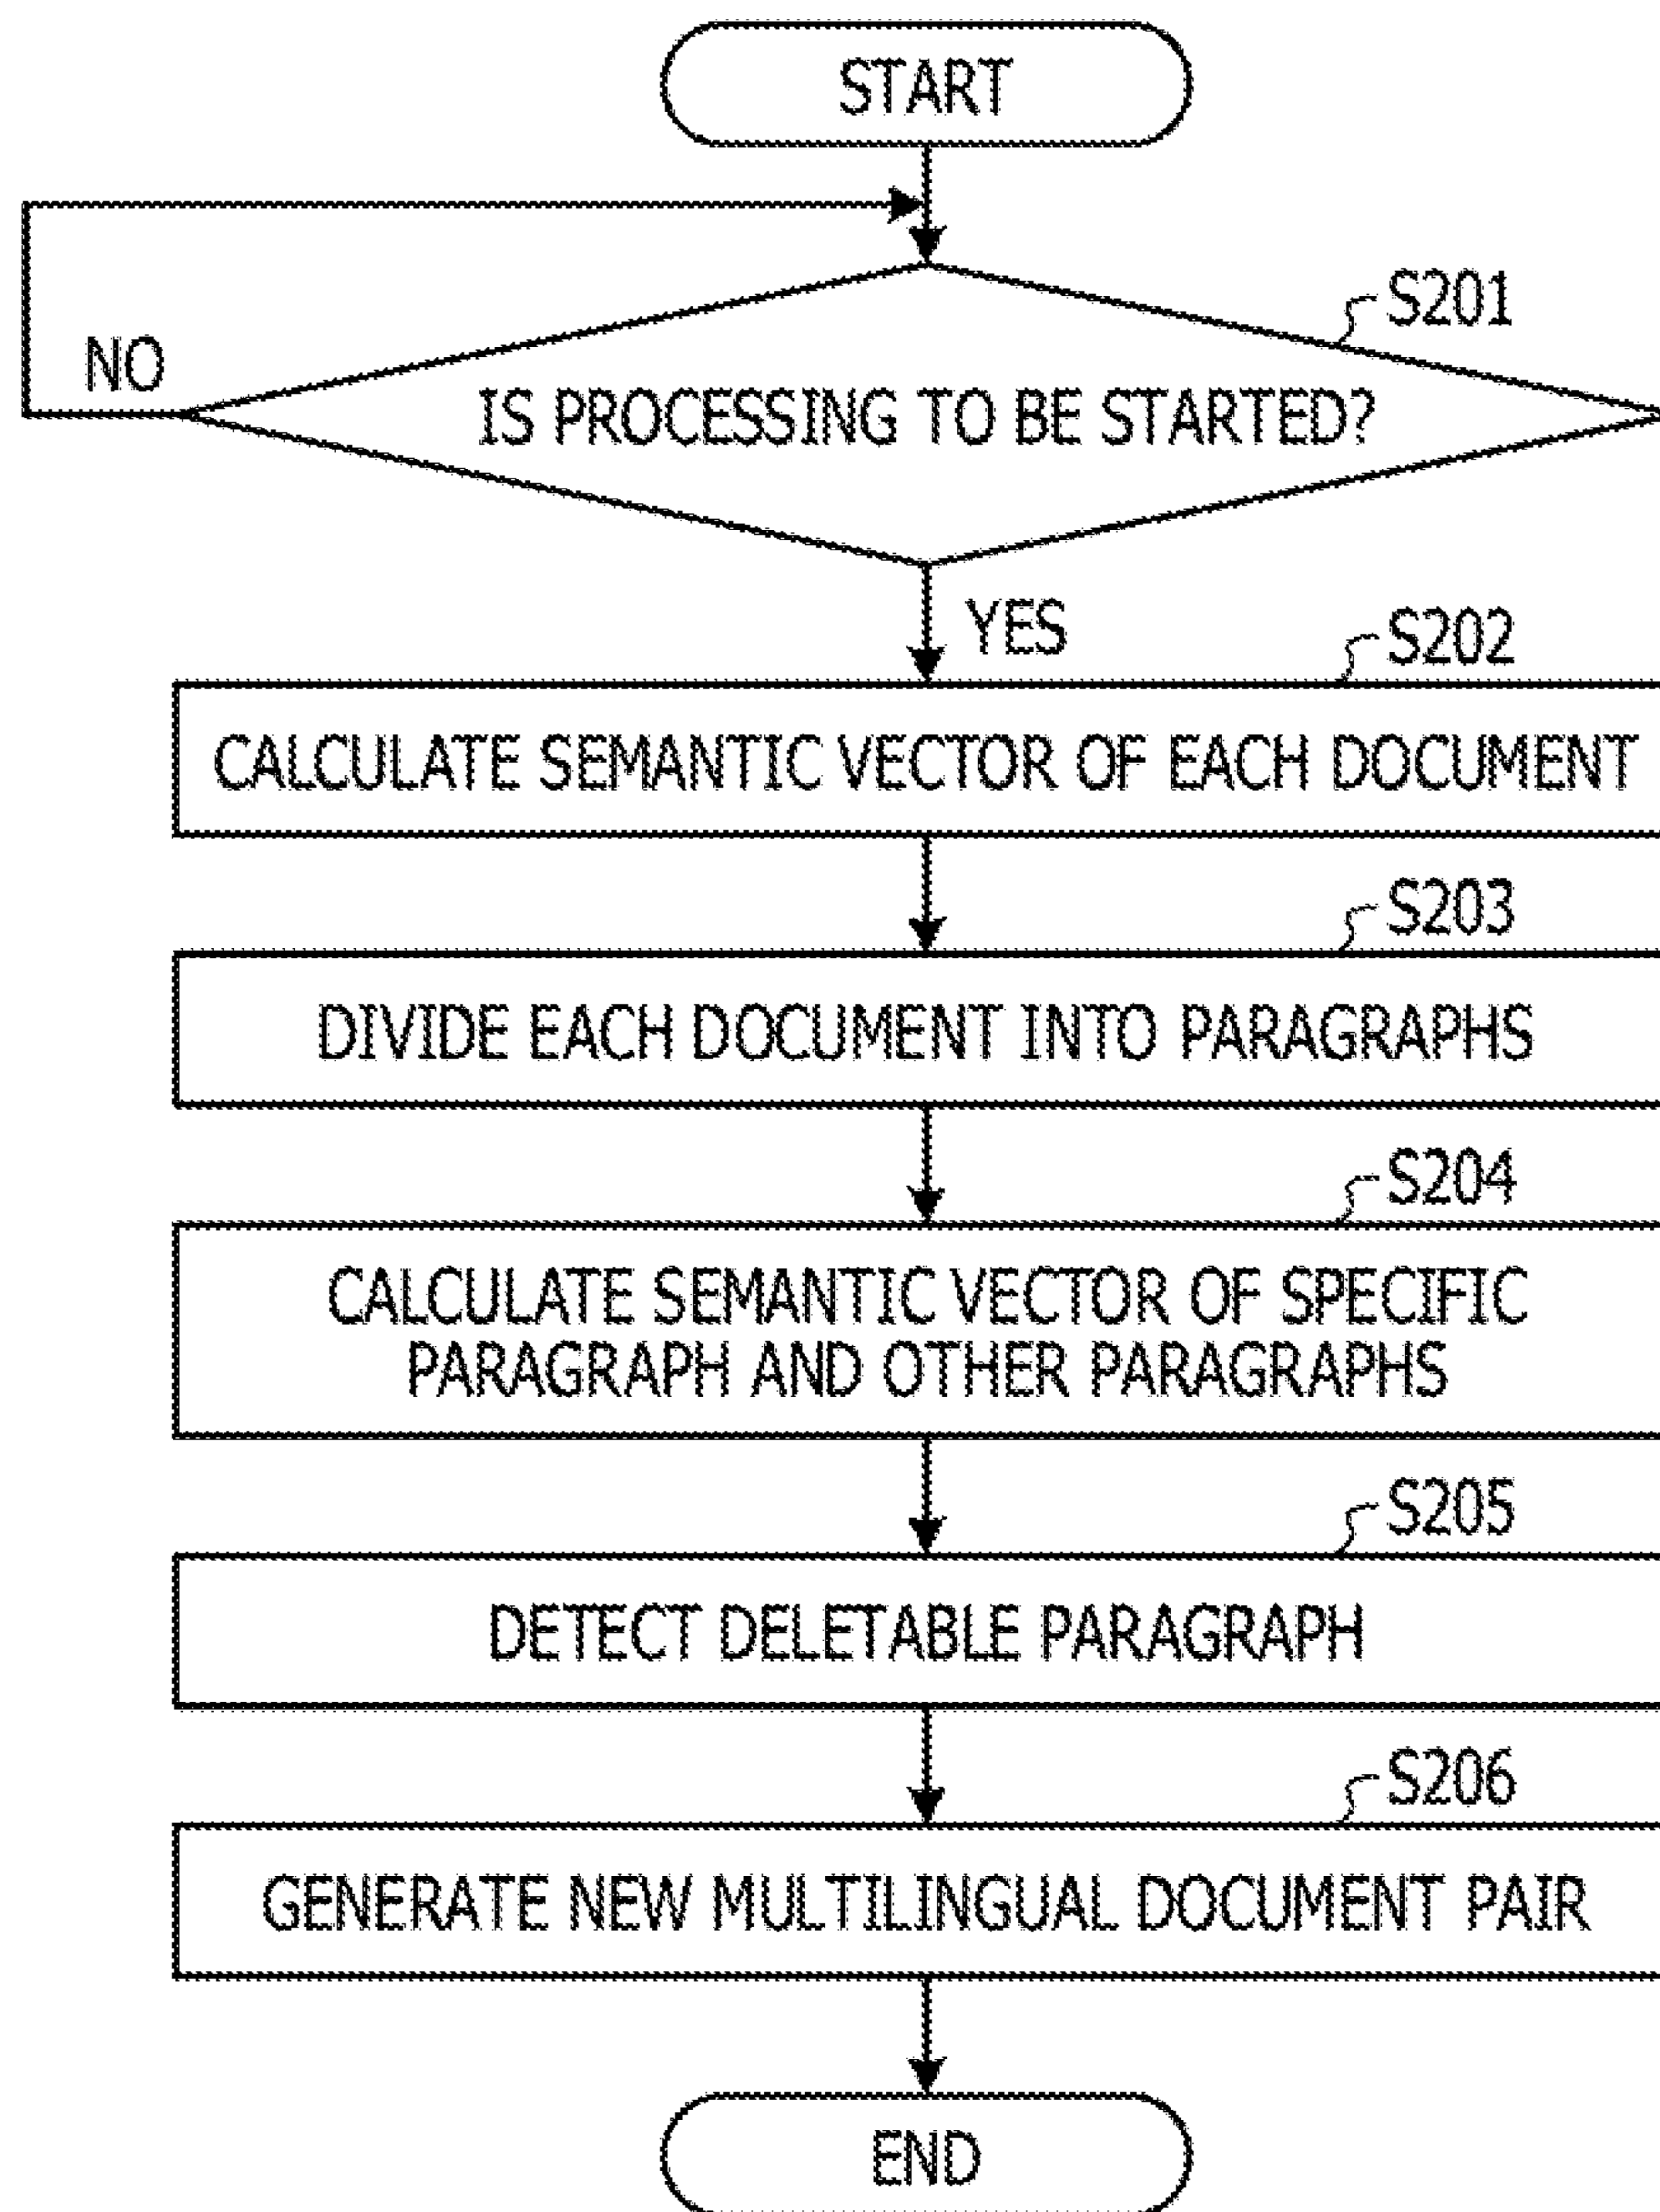 START
S201
NO
IS PROCESSING TO BE STARTED?
YES
S202
CALCULATE SEMANTIC VECTOR OF EACH DOCUMENT
S203
DIVIDE EACH DOCUMENT INTO PARAGRAPHS
S204
CALCULATE SEMANTIC VECTOR OF SPECIFIC
PARAGRAPH AND OTHER PARAGRAPHS
S205
DETECT DELETABLE PARAGRAPH
S206
GENERATE NEW MULTILINGUAL DOCUMENT PAIR
END